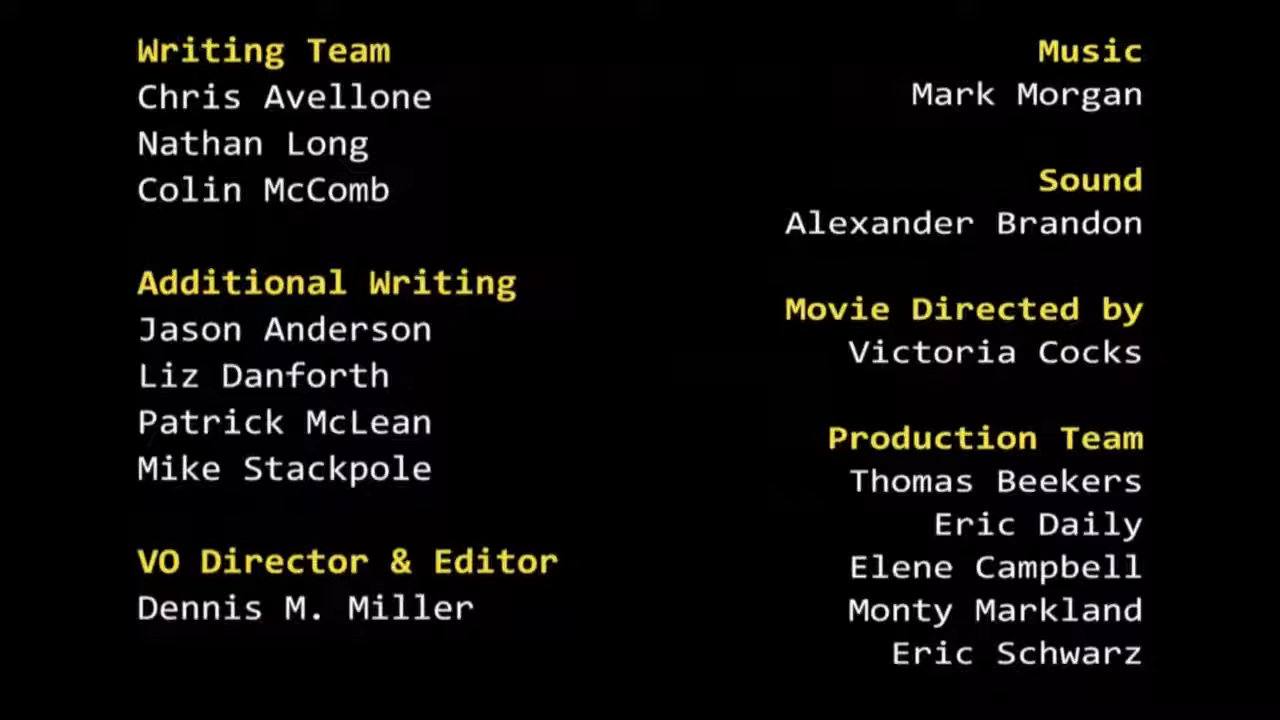 Writing Team
Chris Avellone
Nathan Long
Colin McComb
Additional Writing
Jason Anderson
Liz Danforth
Patrick McLean
Mike Stackpole
VO Director & Editor
Dennis M. Miller
Music
Mark Morgan
Sound
Alexander Brandon
Movie Directed by
Victoria Cocks
Production Team
Thomas Beekers
Eric Daily
Elene Campbell
Monty Markland
Eric Schwarz